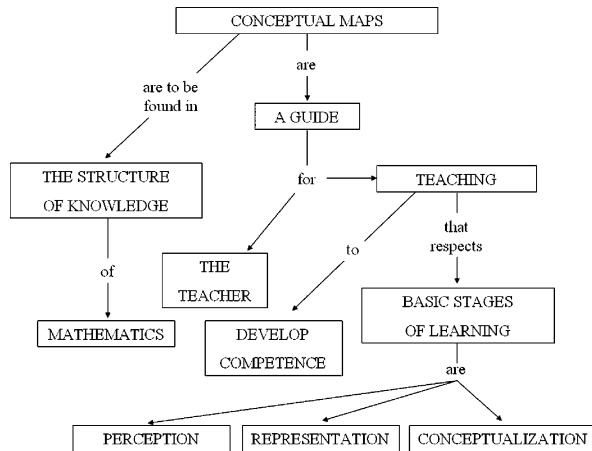 CONCEPTUAL MAPS
are to be
found in
are
A GUIDE
THE STRUCTURE
OF KNOWLEDGE
for
TEACHING
of
THE
TEACHER
to
that
respects
MATHEMATICS
DEVELOP
COMPETENCE
BASIC STAGES
OF LEARNING
are
PERCEPTION
REPRESENTATION
CONCEPTUALIZATION